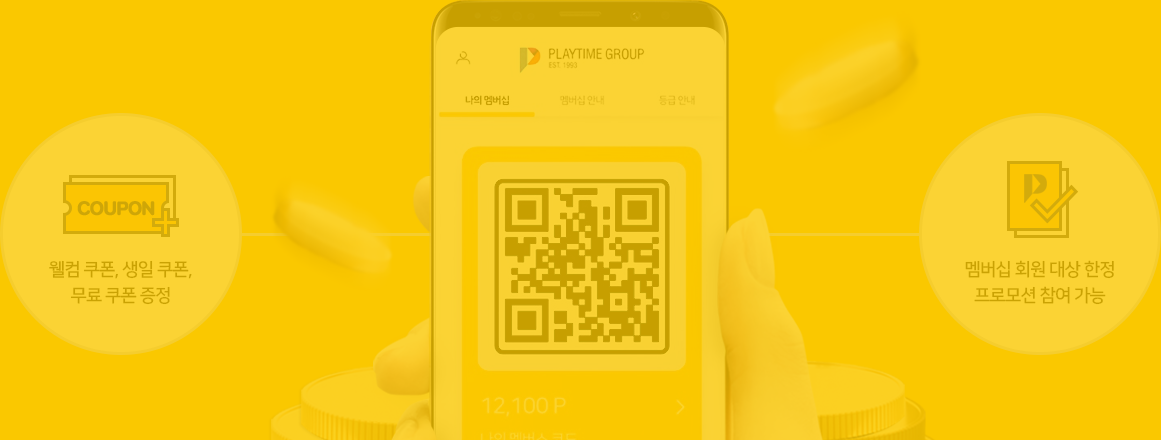 PLAYTIME GROUP
EST. 1993
나의 멤버십
멤버십 안내
등급 안내
COUPON
웰컴 쿠폰, 생일 쿠폰,
무료 쿠폰 증정
멤버십 회원 대상 한정
프로모션 참여 가능
12,100 P